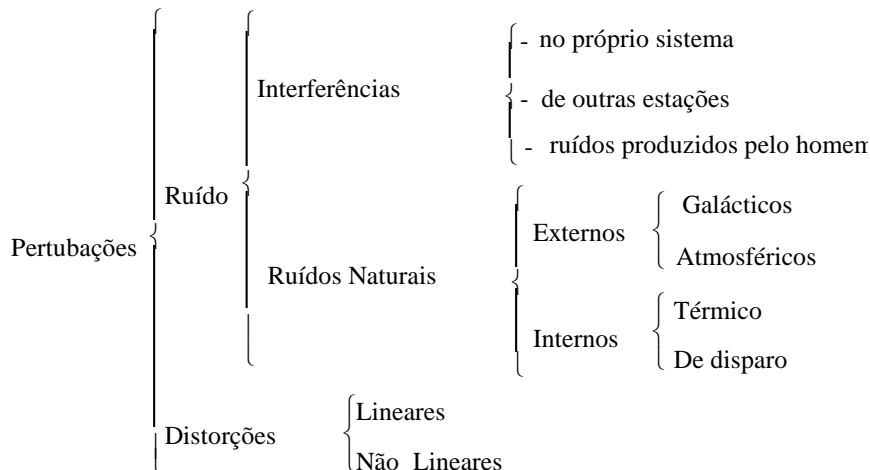 - no próprio sistema
Interferências
- de outras estações
- ruídos produzidos pelo homem
Ruído
Galácticos
Externos
Pertubações
Atmosféricos
Ruídos Naturais
Térmico
Internos
De disparo
Lineares
Distorções
Não Lineares